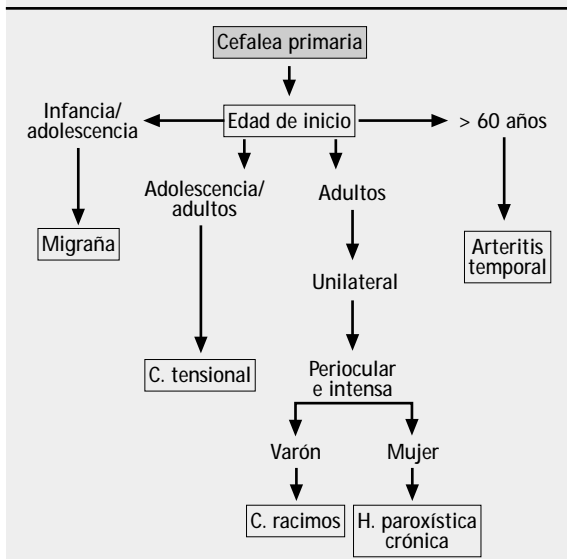 Cefalea primaria
Infancia/
adolescencia
Edad de inicio
> 60 años
Adolescencia/
adultos
Adultos
Migraña
Arteritis
temporal
Unilateral
C. tensional
Periocular
e intensa
Varón
Mujer
C. racimos
H. paroxística
crónica